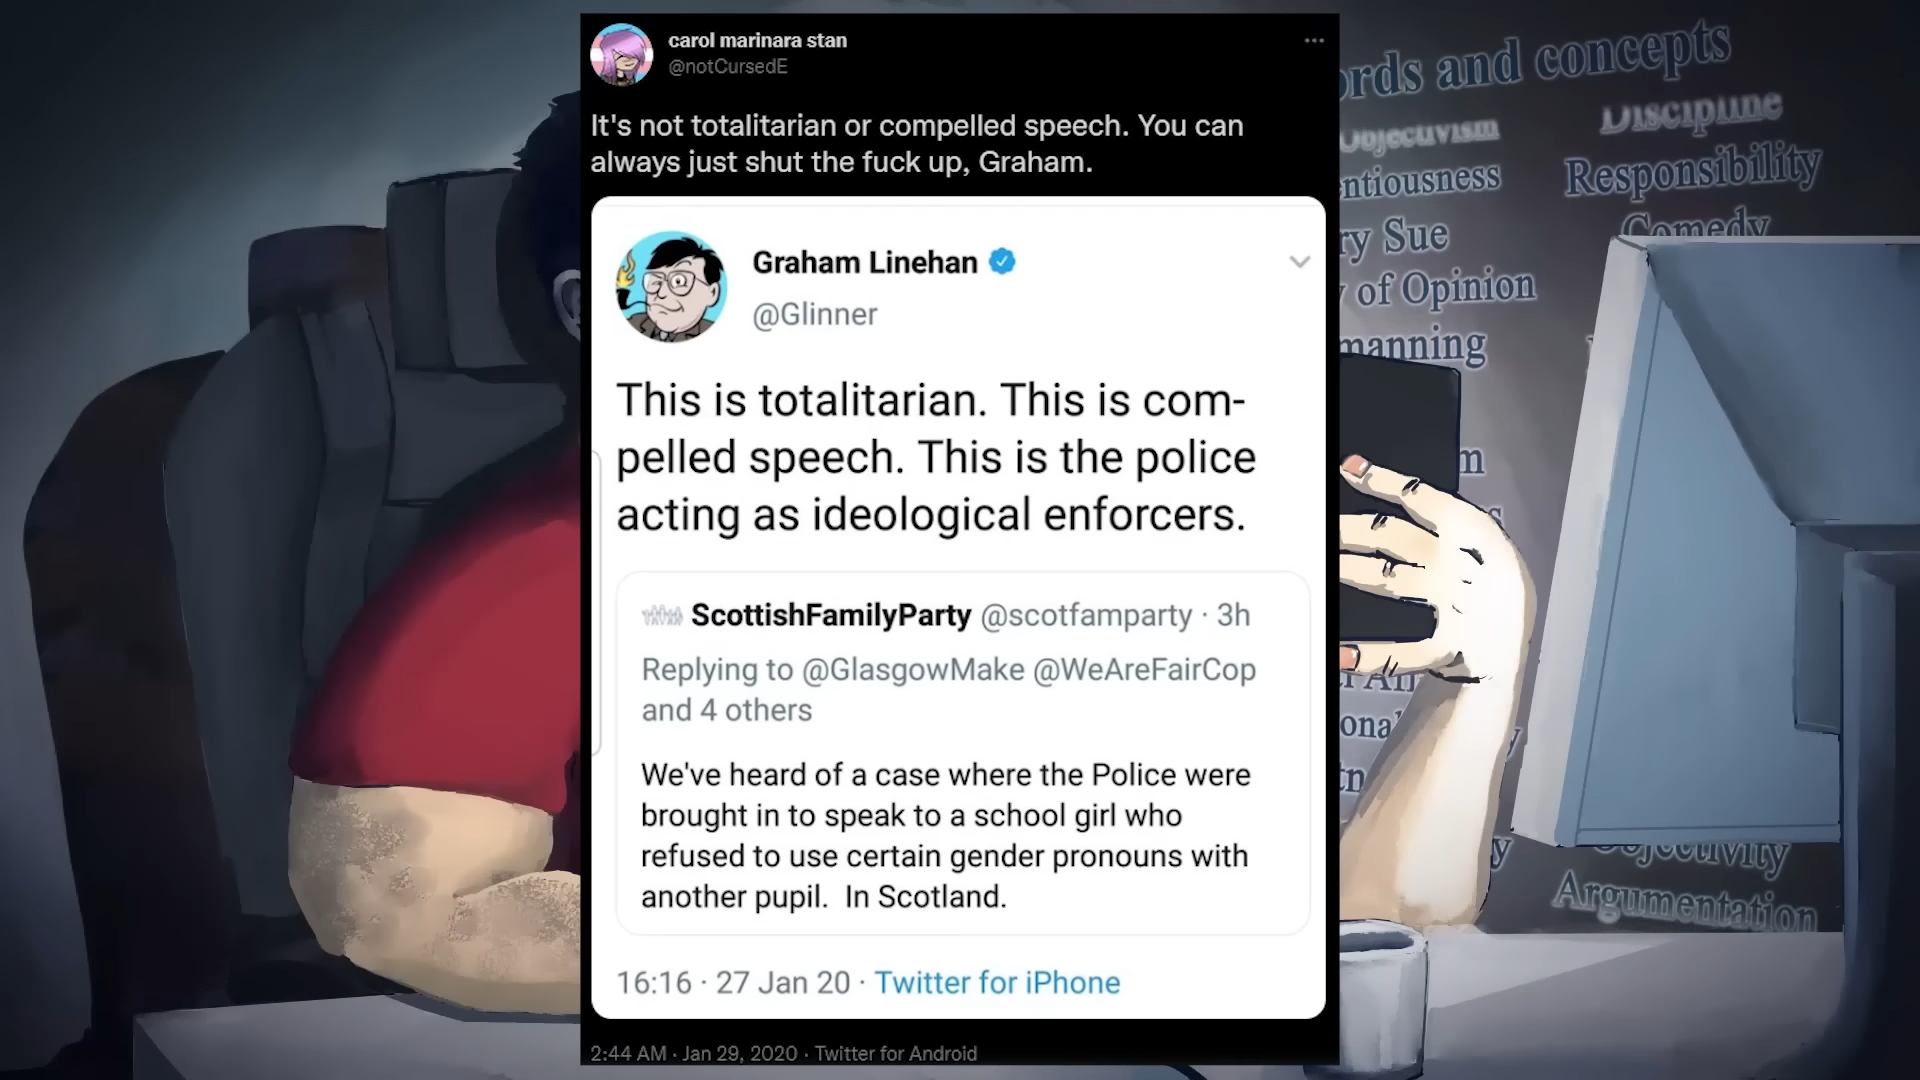 carol marinara stan
@notCursedE
It's not totalitarian or compelled speech. You can
always just shut the fuck up, Graham.
Graham Linehan
@Glinner
This is totalitarian. This is com-
pelled speech. This is the police
acting as ideological enforcers.
ScottishFamilyParty @scotfamparty · 3h
Replying to @GlasgowMake @WeAreFairCop
and 4 others
We've heard of a case where the Police were
brought in to speak to a school girl who
refused to use certain gender pronouns with
another pupil. In Scotland.
16:16 · 27 Jan 20 · Twitter for iPhone
2:44 AM · Jan 29, 2020 · Twitter for Android
ords and concepts
Discipline
Objectivism
Responsibility
ntiousness
Comedy
ry Sue
of Opinion
manning
Objectivity
Argumentation